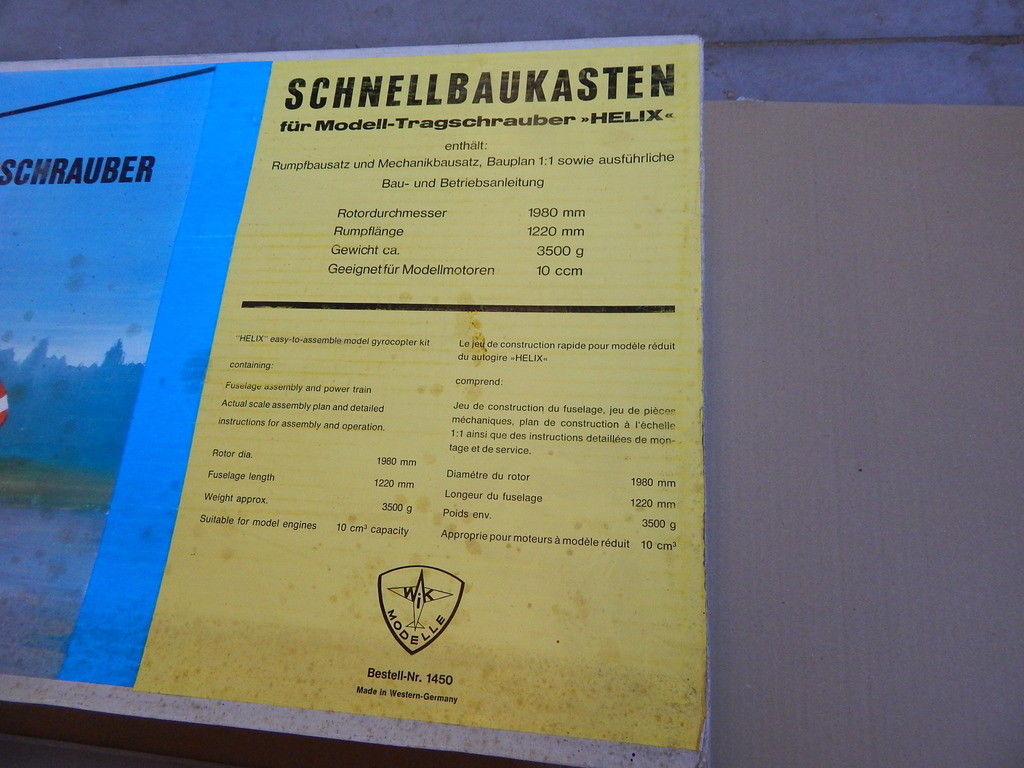 SCHRAUBER
SCHNELLBAUKASTEN
für Modell-Tragschrauber »HELIX«
enthält:
Rumpfbausatz und Mechanikbausatz, Bauplan 1:1 sowie ausführliche
Bau- und Betriebsanleitung
Rotordurchmesser 1980 mm
Rumpflänge 1220 mm
Gewicht ca. 3500 g
Geeignet für Modellmotoren 10 ccm
"HELIX" easy-to-assemble model gyrocopter kit
containing:
Fuselage assembly and power train
Actual scale assembly plan and detailed
instructions for assembly and operation.
Rotor dia. 1980 mm
Fuselage length 1220 mm
Weight approx. 3500 g
Suitable for model engines 10 cm³ capacity
Le jeu de construction rapide pour modèle réduit
du autogire »HELIX«
comprend:
Jeu de construction du fuselage, jeu de pièces
méchaniques, plan de construction à l'échelle
1:1 ainsi que des instructions detaillées de mon-
tage et de service.
Diamétre du rotor 1980 mm
Longeur du fuselage 1220 mm
Poids env. 3500 g
Approprie pour moteurs à modèle réduit 10 cm³
WiK
MODELLE
Bestell-Nr. 1450
Made in Western-Germany